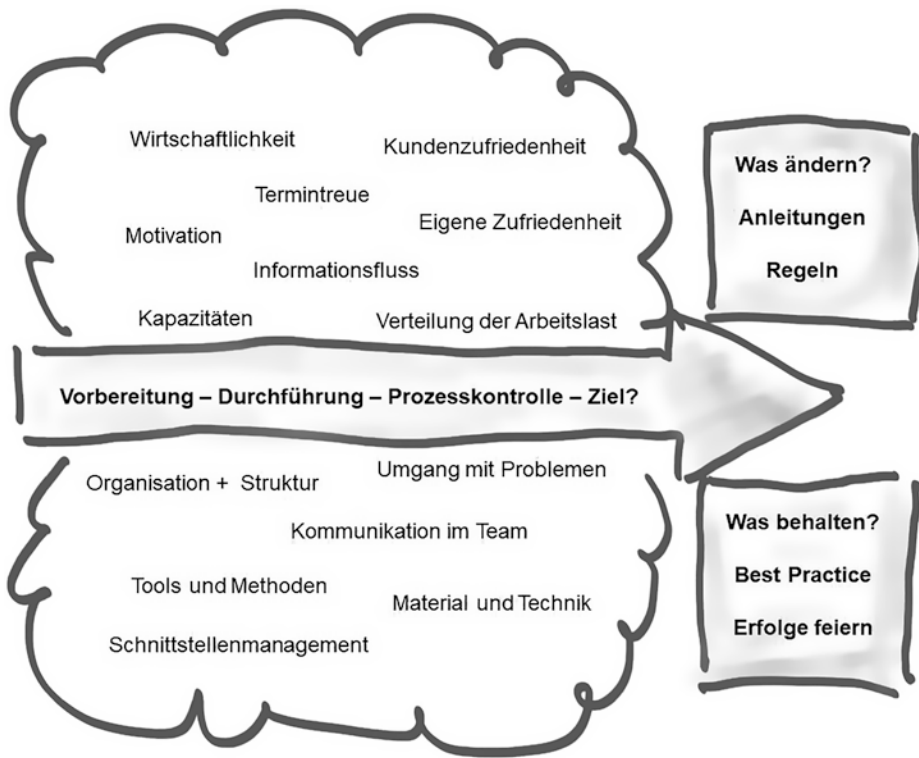 Wirtschaftlichkeit
Kundenzufriedenheit
Termintreue
Eigene Zufriedenheit
Motivation
Informationsfluss
Kapazitäten
Verteilung der Arbeitslast
Vorbereitung – Durchführung – Prozesskontrolle – Ziel?
Umgang mit Problemen
Organisation + Struktur
Kommunikation im Team
Tools und Methoden
Material und Technik
Schnittstellenmanagement
Was ändern?
Anleitungen
Regeln
Was behalten?
Best Practice
Erfolge feiern